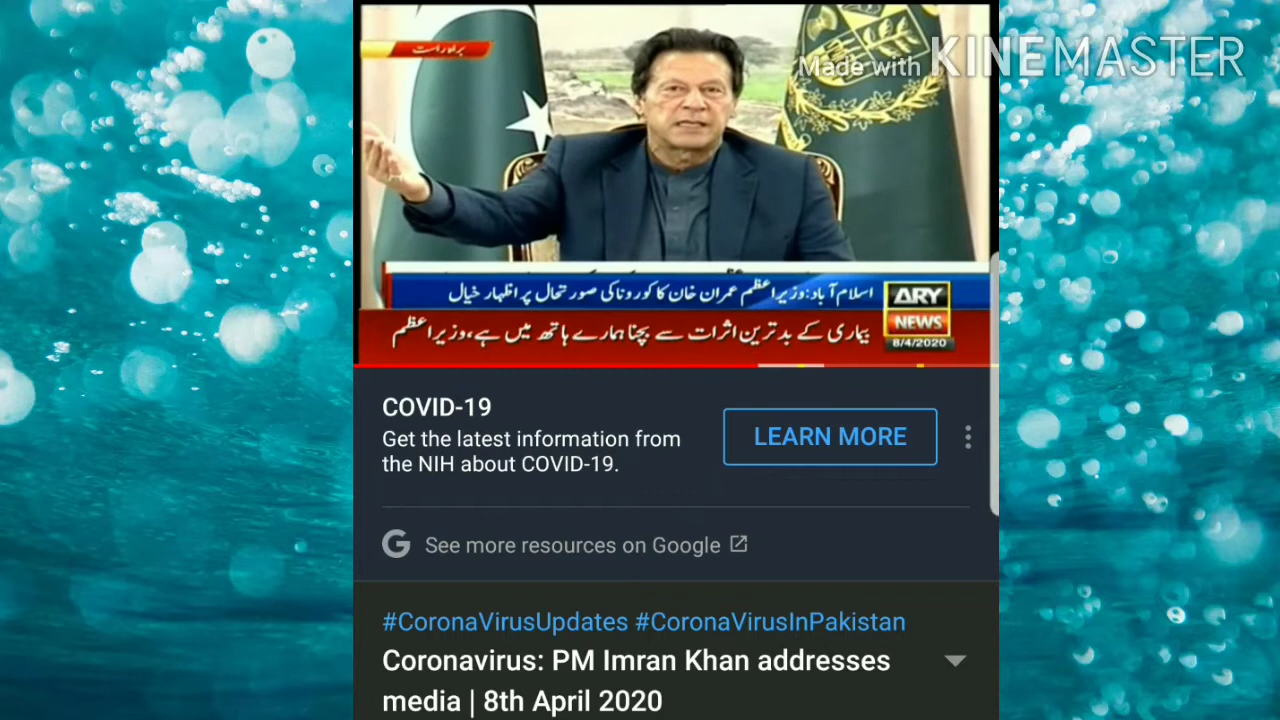 براہ راست
Made with KINEMASTER
اسلام آباد: وزیراعظم عمران خان کا کورونا کی صورتحال پر اظہار خیال
ARY
NEWS
8/4/2020
بیماری کے بدترین اثرات سے بچنا ہمارے ہاتھ میں ہے، وزیراعظم
COVID-19
Get the latest information from
the NIH about COVID-19.
LEARN MORE
G See more resources on Google
#CoronaVirusUpdates #CoronaVirusInPakistan
Coronavirus: PM Imran Khan addresses
media | 8th April 2020